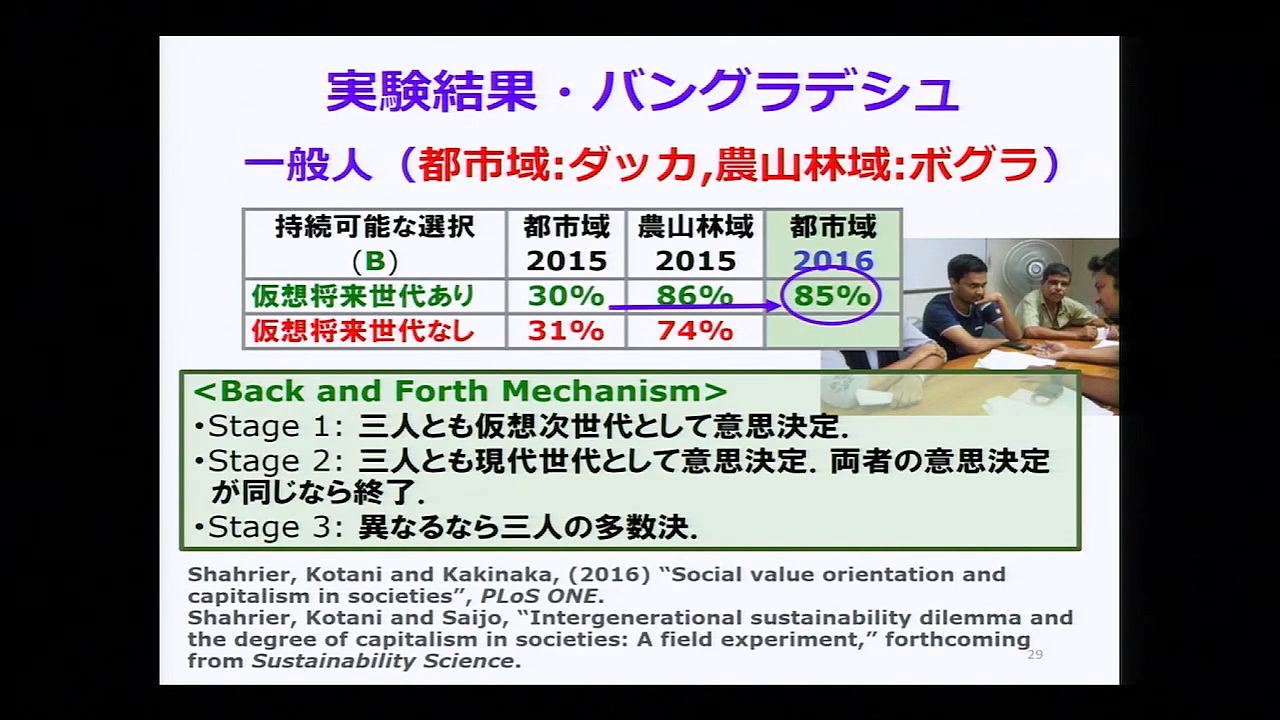 実験結果・バングラデシュ
一般人（都市域:ダッカ,農山林域:ボグラ）
持続可能な選択 都市域 農山林域 都市域
（B） 2015 2015 2016
仮想将来世代あり 30% 86% 85%
仮想将来世代なし 31% 74%
<Back and Forth Mechanism>
•Stage 1: 三人とも仮想次世代として意思決定.
•Stage 2: 三人とも現代世代として意思決定. 両者の意思決定
が同じなら終了.
•Stage 3: 異なるなら三人の多数決.
Shahrier, Kotani and Kakinaka, (2016) “Social value orientation and
capitalism in societies”, PLoS ONE.
Shahrier, Kotani and Saijo, “Intergenerational sustainability dilemma and
the degree of capitalism in societies: A field experiment,” forthcoming
from Sustainability Science.
29